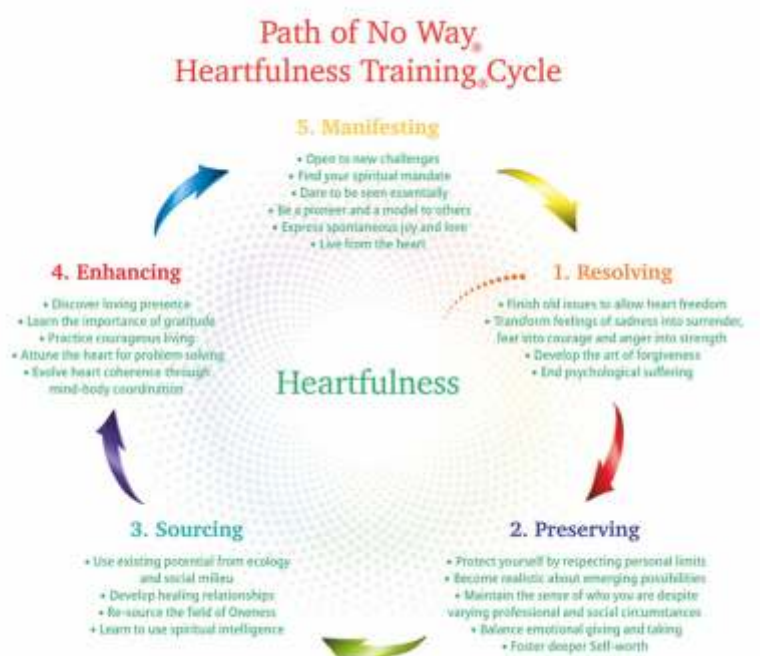 Path of No Way®
Heartfulness Training® Cycle
5. Manifesting
• Open to new challenges
• Find your spiritual mandate
• Dare to be seen essentially
• Be a pioneer and a model to others
• Express spontaneous joy and love
• Live from the heart
1. Resolving
• Finish old issues to allow heart freedom
• Transform feelings of sadness into surrender,
fear into courage and anger into strength
• Develop the art of forgiveness
• End psychological suffering
2. Preserving
• Protect yourself by respecting personal limits
• Become realistic about emerging possibilities
• Maintain the sense of who you are despite
varying professional and social circumstances
• Balance emotional giving and taking
• Foster deeper Self-worth
3. Sourcing
• Use existing potential from ecology
and social milieu
• Develop healing relationships
• Re-source the field of Oneness
• Learn to use spiritual intelligence
4. Enhancing
• Discover loving presence
• Learn the importance of gratitude
• Practice courageous living
• Attune the heart for problem solving
• Evolve heart coherence through
mind-body coordination
Heartfulness